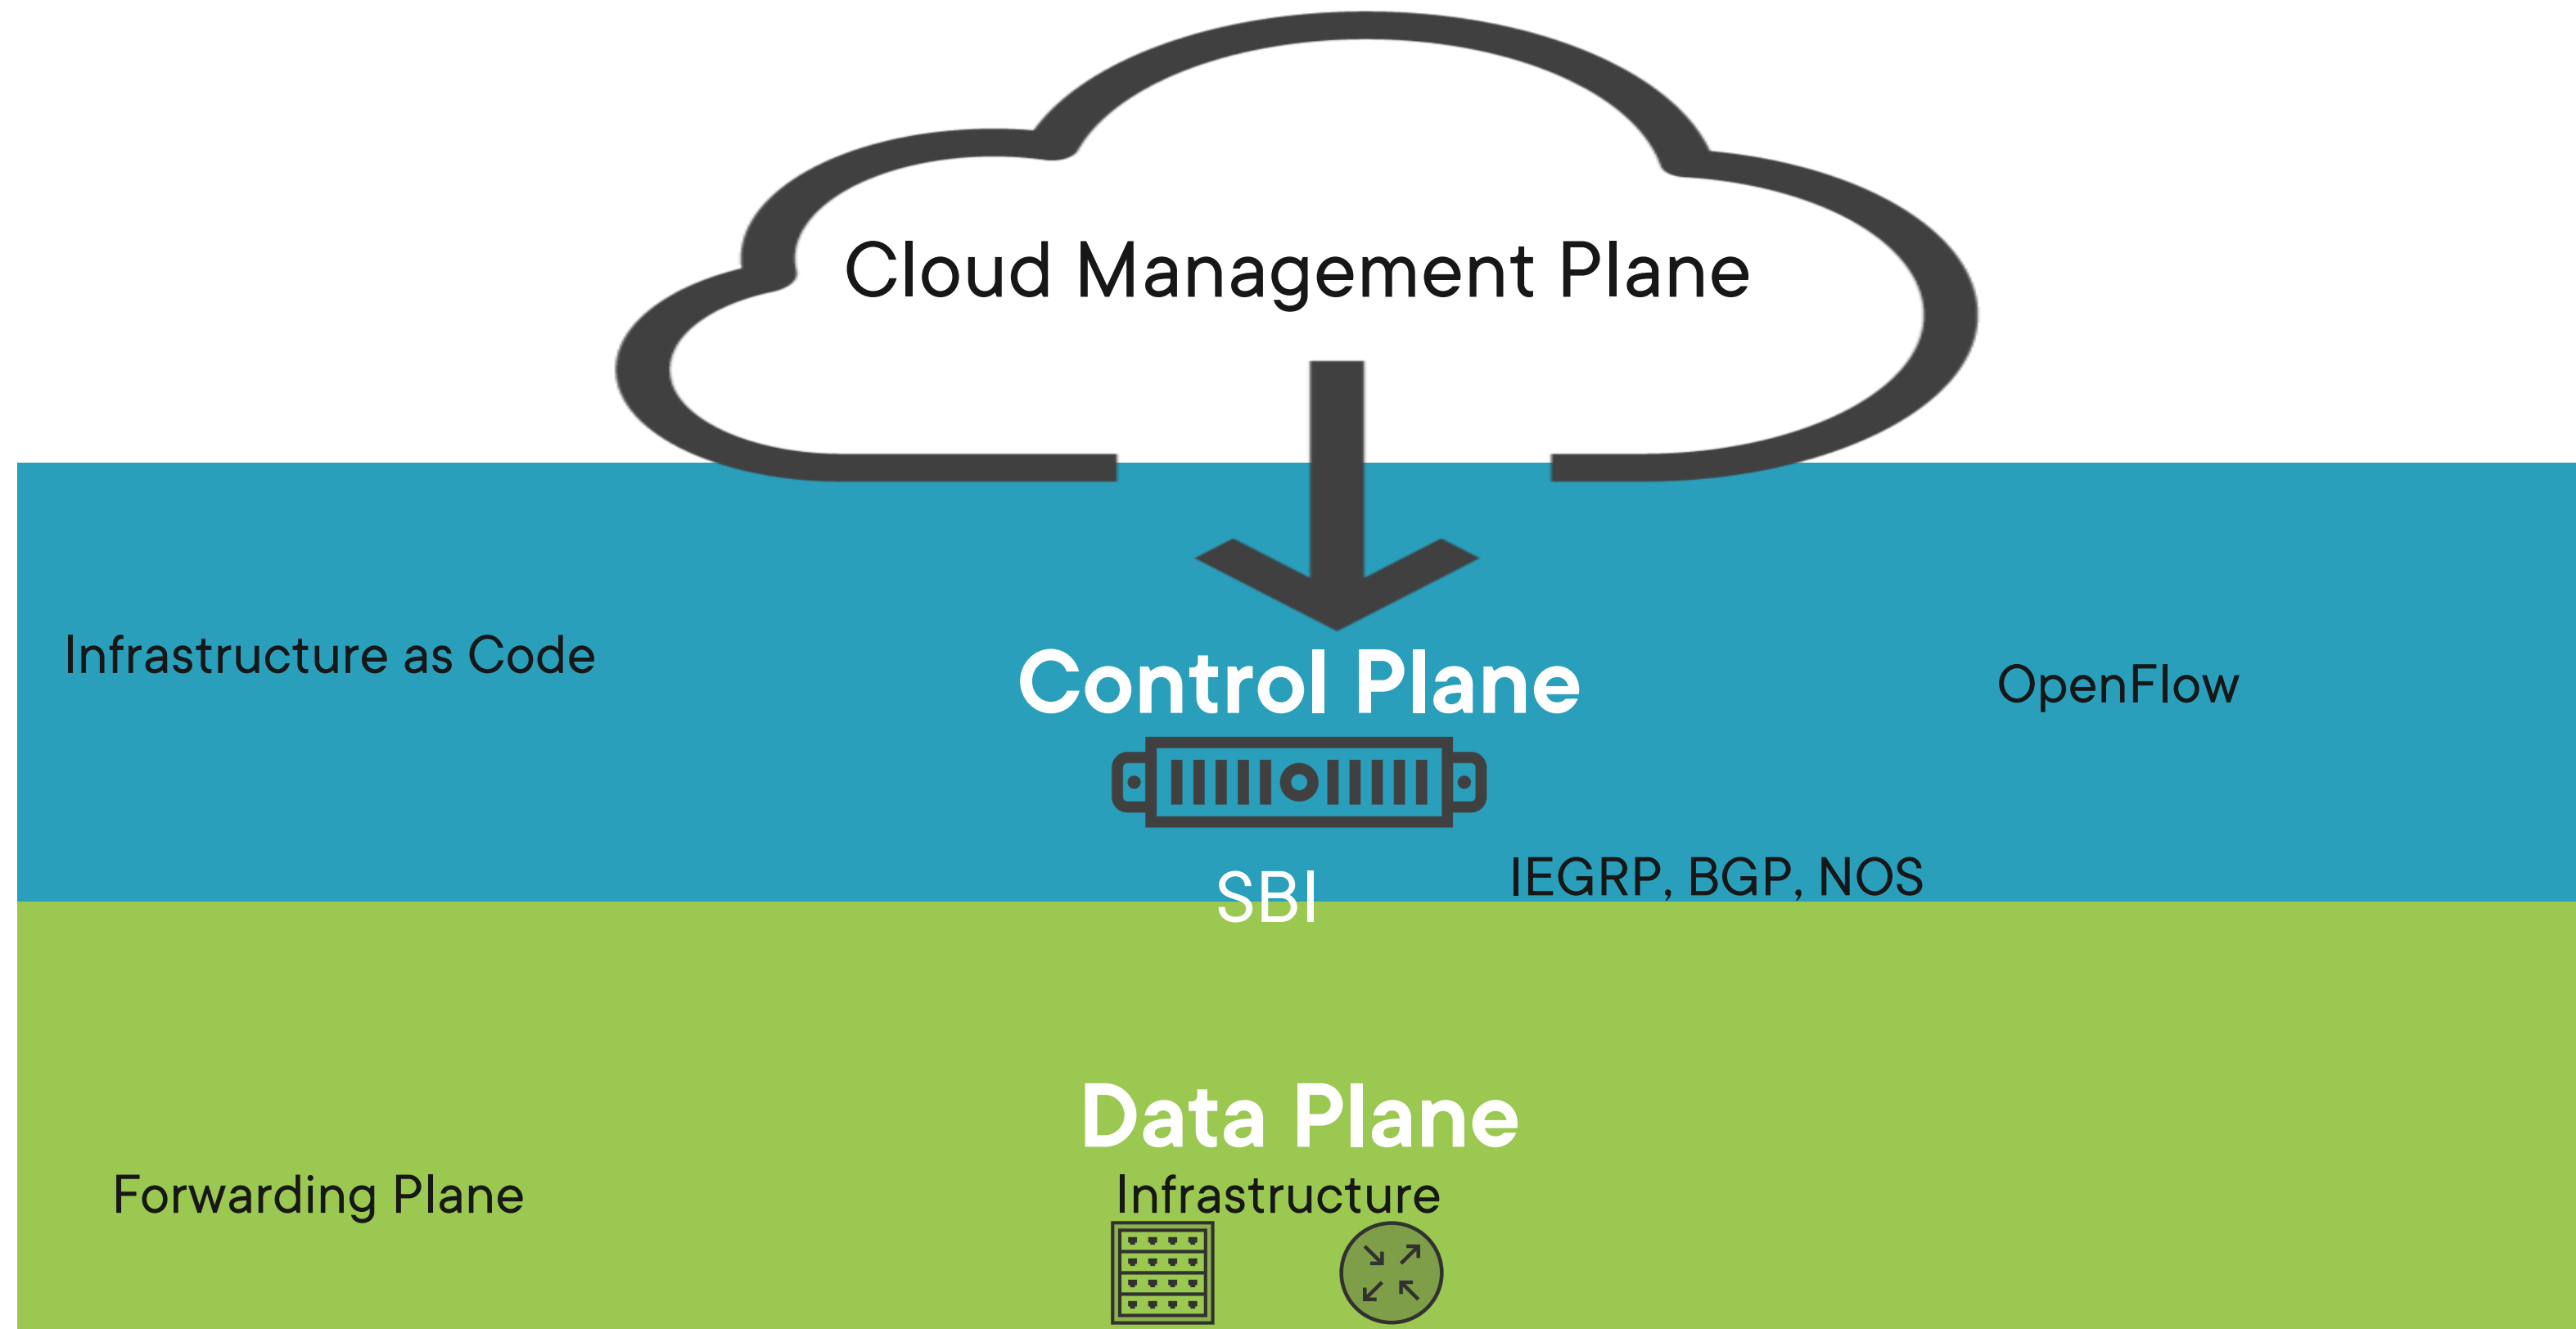 Cloud Management Plane
Infrastructure as Code
Control Plane
OpenFlow
SBI
IEGRP, BGP, NOS
Data Plane
Forwarding Plane
Infrastructure